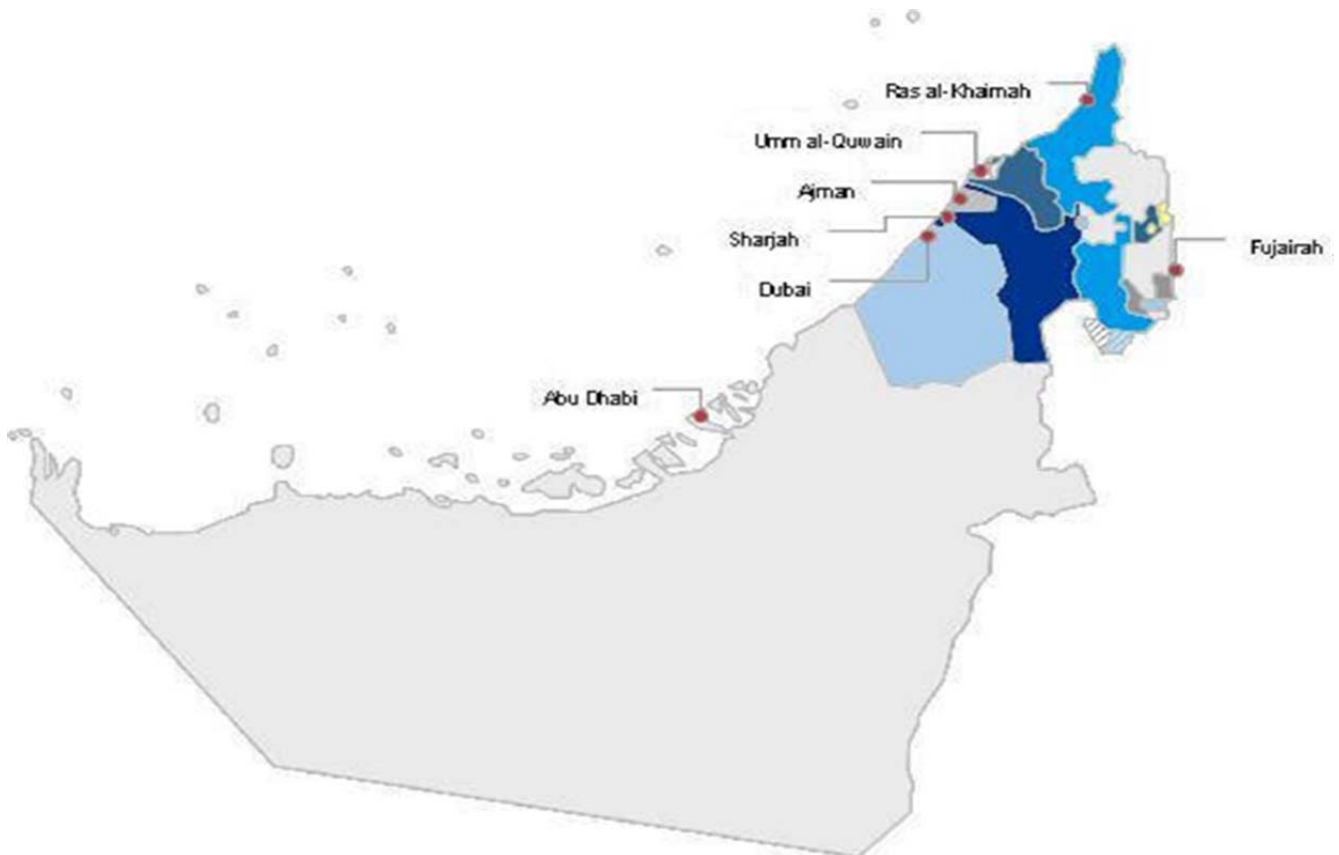 Ras al-Khaimah
Umm al-Quwain
Ajman
Sharjah
Fujairah
Dubai
Abu Dhabi